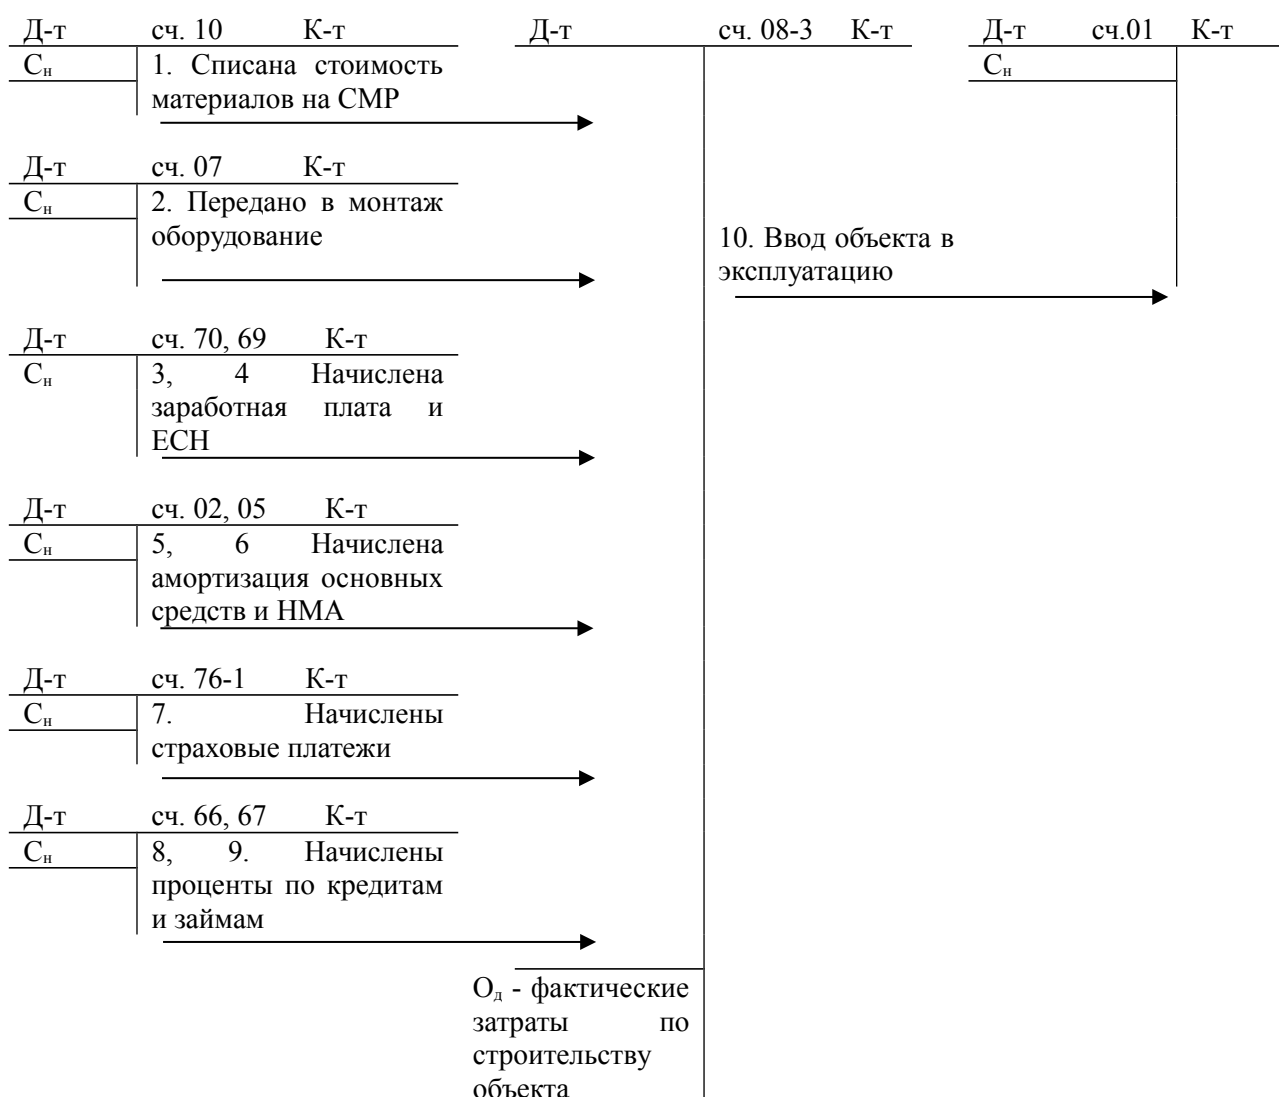 Д-т сч. 10 К-т
Сн
1. Списана стоимость
материалов на СМР
Д-т сч. 07 К-т
Сн
2. Передано в монтаж
оборудование
Д-т сч. 70, 69 К-т
Сн
3, 4 Начислена
заработная плата и
ЕСН
Д-т сч. 02, 05 К-т
Сн
5, 6 Начислена
амортизация основных
средств и НМА
Д-т сч. 76-1 К-т
Сн
7. Начислены
страховые платежи
Д-т сч. 66, 67 К-т
Сн
8, 9. Начислены
проценты по кредитам
и займам
Д-т сч. 08-3 К-т
10. Ввод объекта в
эксплуатацию
Од - фактические
затраты по
строительству
объекта
Д-т сч.01 К-т
Сн